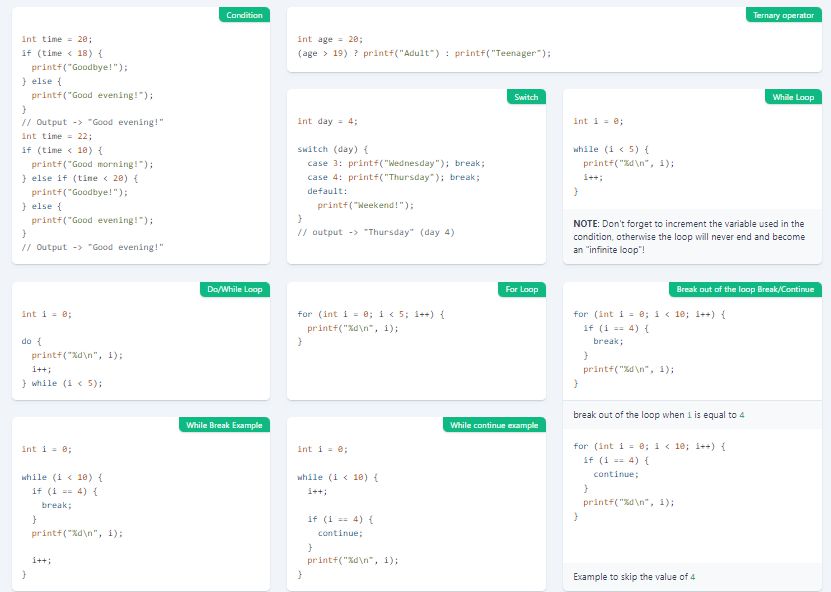 Condition
int time = 20;
if (time < 18) {
  printf("Goodbye!");
} else {
  printf("Good evening!");
}
// Output -> "Good evening!"
int time = 22;
if (time < 10) {
  printf("Good morning!");
} else if (time < 20) {
  printf("Goodbye!");
} else {
  printf("Good evening!");
}
// Output -> "Good evening!"
Ternary operator
int age = 20;
(age > 19) ? printf("Adult") : printf("Teenager");
Switch
int day = 4;
switch (day) {
  case 3: printf("Wednesday"); break;
  case 4: printf("Thursday"); break;
  default:
    printf("Weekend!");
}
// output -> "Thursday" (day 4)
While Loop
int i = 0;
while (i < 5) {
  printf("%d\n", i);
  i++;
}
NOTE: Don't forget to increment the variable used in the
condition, otherwise the loop will never end and become
an "infinite loop"!
Do/While Loop
int i = 0;
do {
  printf("%d\n", i);
  i++;
} while (i < 5);
For Loop
for (int i = 0; i < 5; i++) {
  printf("%d\n", i);
}
Break out of the loop Break/Continue
for (int i = 0; i < 10; i++) {
  if (i == 4) {
    break;
  }
  printf("%d\n", i);
}
break out of the loop when i is equal to 4
for (int i = 0; i < 10; i++) {
  if (i == 4) {
    continue;
  }
  printf("%d\n", i);
}
Example to skip the value of 4
While Break Example
int i = 0;
while (i < 10) {
  if (i == 4) {
    break;
  }
  printf("%d\n", i);
  i++;
}
While continue example
int i = 0;
while (i < 10) {
  i++;
  if (i == 4) {
    continue;
  }
  printf("%d\n", i);
}